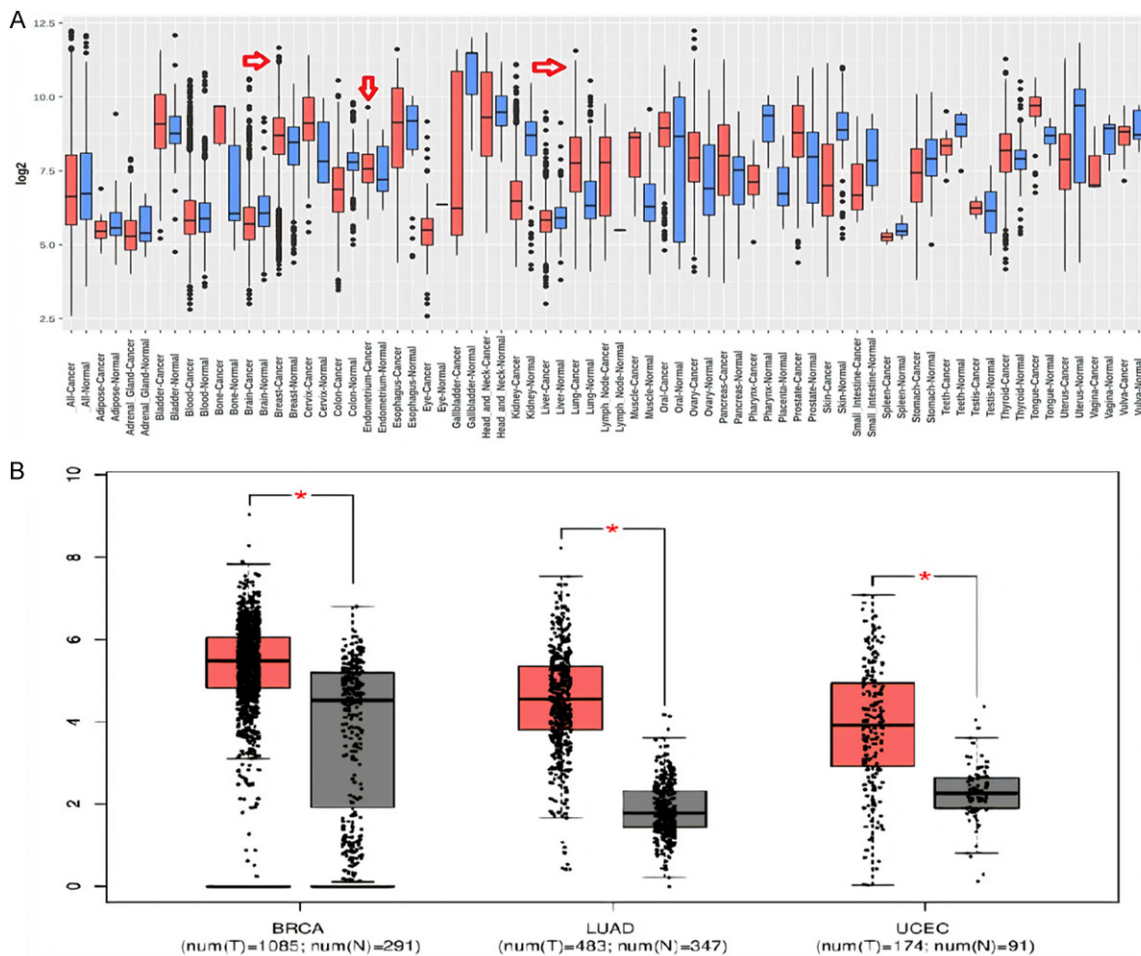 A
12.5
10.0
7.5
5.0
2.5
log2
All-Cancer
All-Normal
Adipose-Cancer
Adipose-Normal
Adrenal_Gland-Cancer
Adrenal_Gland-Normal
Bladder-Cancer
Bladder-Normal
Blood-Cancer
Blood-Normal
Bone-Cancer
Bone-Normal
Brain-Cancer
Brain-Normal
Breast-Cancer
Breast-Normal
Cervix-Cancer
Cervix-Normal
Colon-Cancer
Colon-Normal
Endometrium-Cancer
Endometrium-Normal
Esophagus-Cancer
Esophagus-Normal
Eye-Cancer
Eye-Normal
Gallbladder-Cancer
Gallbladder-Normal
Head_and_Neck-Cancer
Head_and_Neck-Normal
Kidney-Cancer
Kidney-Normal
Liver-Cancer
Liver-Normal
Lung-Cancer
Lung-Normal
Lymph_Node-Cancer
Lymph_Node-Normal
Muscle-Cancer
Muscle-Normal
Oral-Cancer
Oral-Normal
Ovary-Cancer
Ovary-Normal
Pancreas-Cancer
Pancreas-Normal
Pharynx-Cancer
Pharynx-Normal
Placenta-Normal
Prostate-Cancer
Prostate-Normal
Skin-Cancer
Skin-Normal
Small_Intestine-Cancer
Small_Intestine-Normal
Spleen-Cancer
Spleen-Normal
Stomach-Cancer
Stomach-Normal
Teeth-Cancer
Teeth-Normal
Testis-Cancer
Testis-Normal
Thyroid-Cancer
Thyroid-Normal
Tongue-Cancer
Tongue-Normal
Uterus-Cancer
Uterus-Normal
Vagina-Cancer
Vagina-Normal
Vulva-Cancer
Vulva-Normal
B
10
8
6
4
2
0
*
*
*
BRCA
(num(T)=1085; num(N)=291)
LUAD
(num(T)=483; num(N)=347)
UCEC
(num(T)=174; num(N)=91)